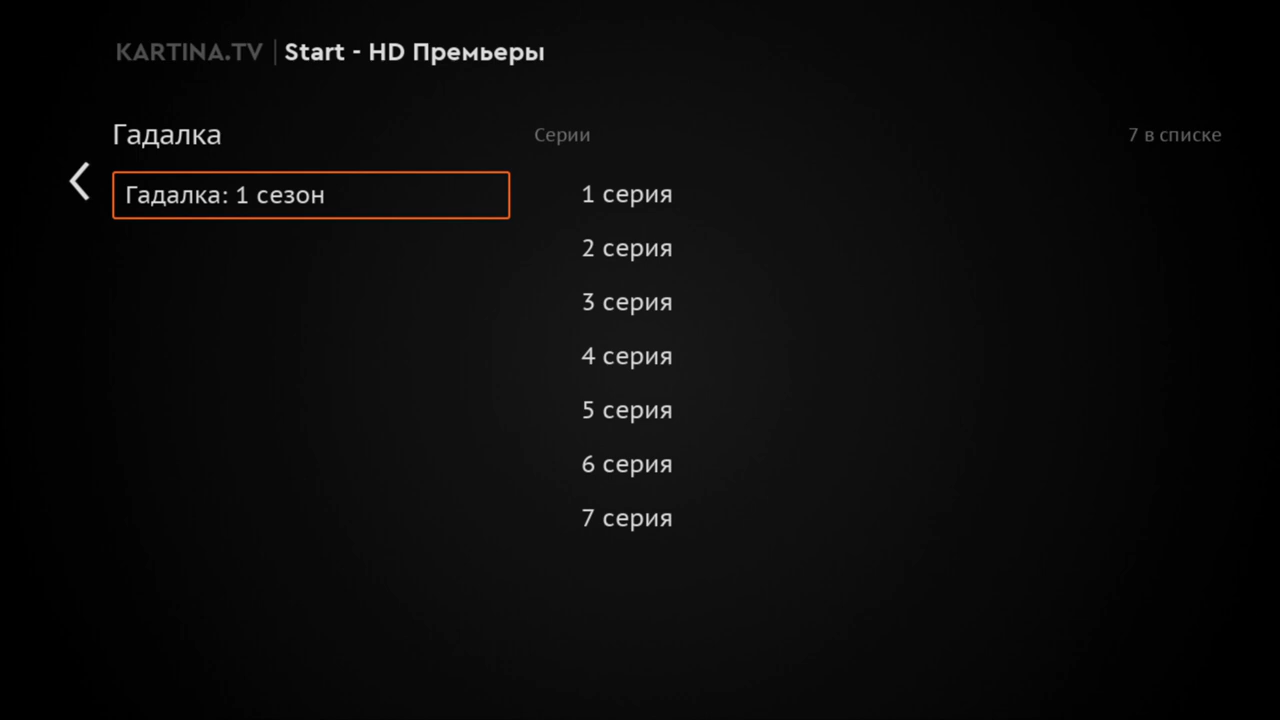 KARTINA.TV | Start - HD Премьеры
Гадалка
Гадалка: 1 сезон
Серии
7 в списке
1 серия
2 серия
3 серия
4 серия
5 серия
6 серия
7 серия